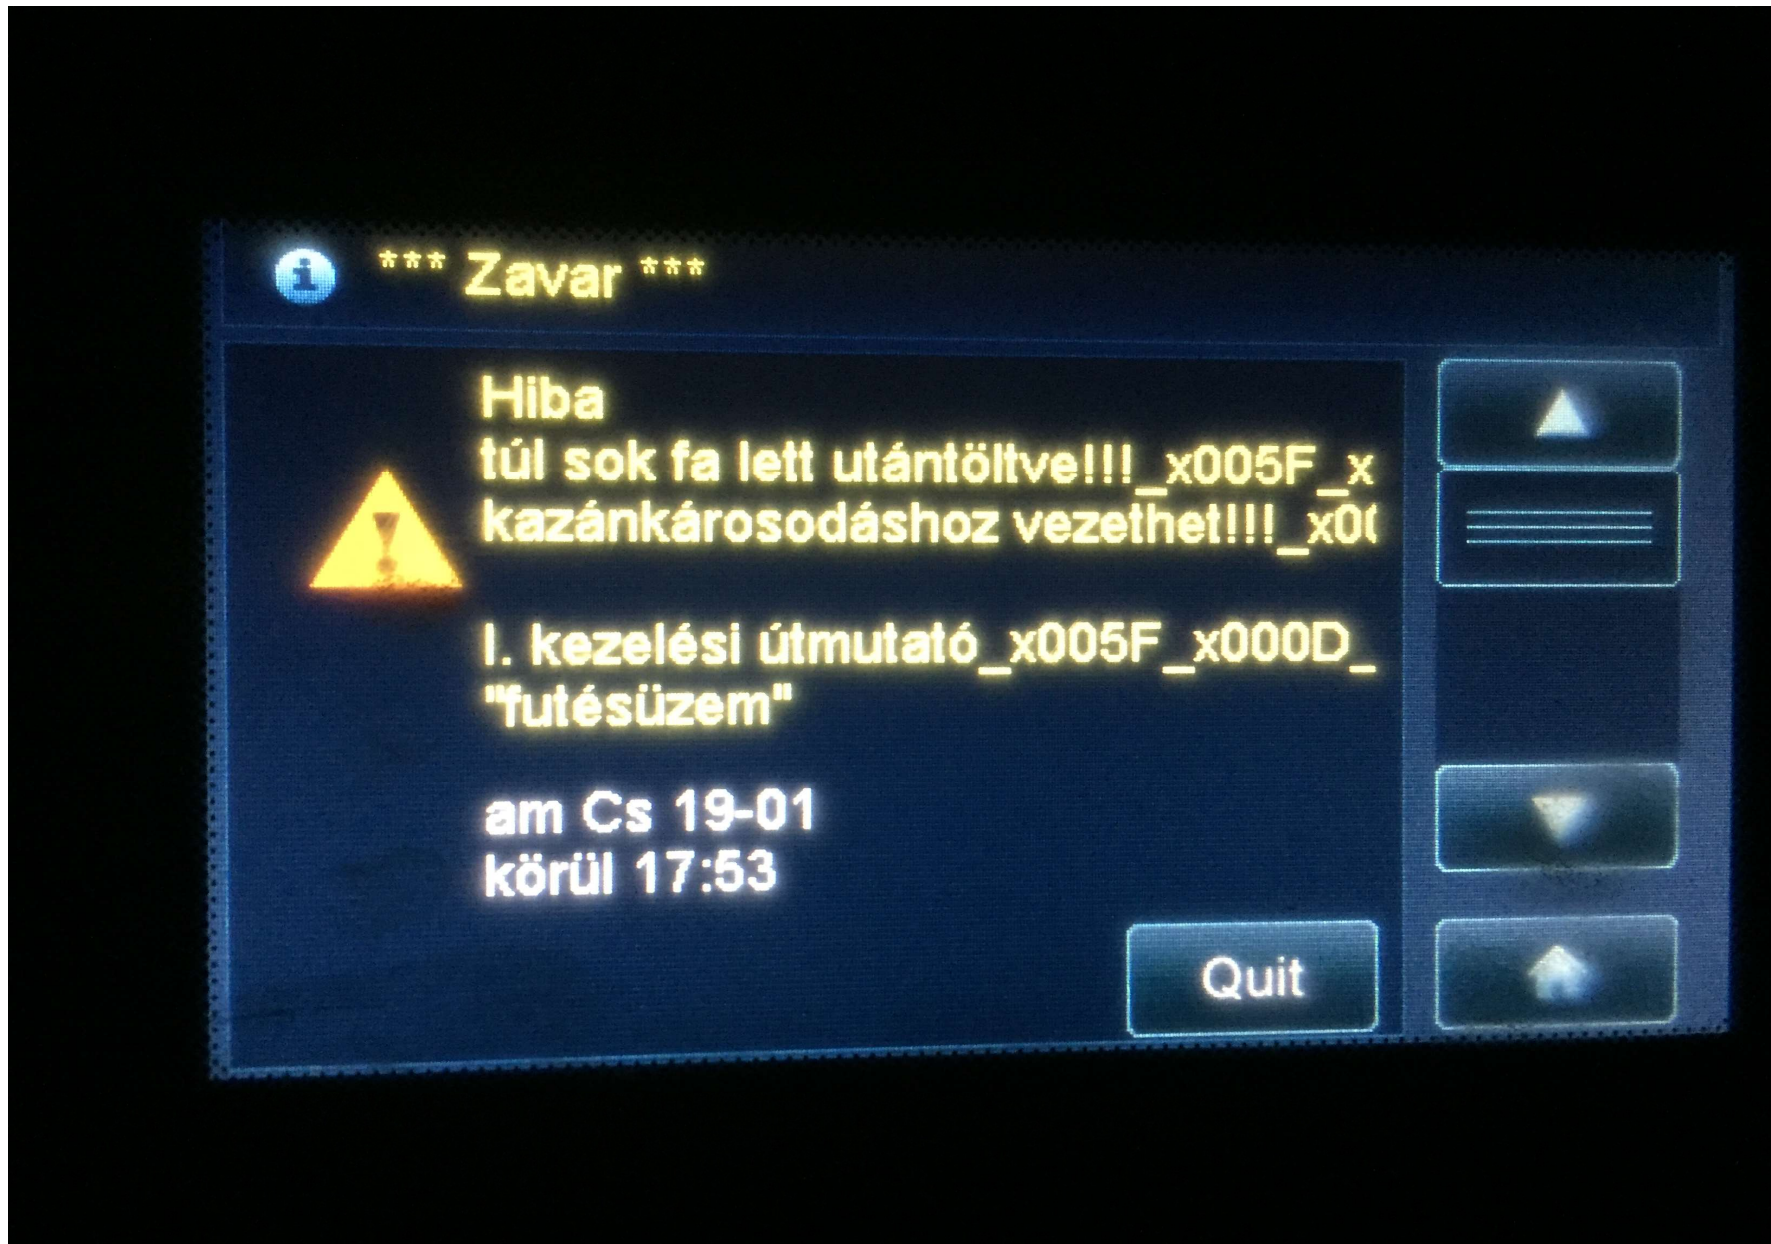 *** Zavar ***
Hiba
túl sok fa lett utántöltve!!!_x005F_x
kazánkárosodáshoz vezethet!!!_x00
l. kezelési útmutató_x005F_x000D_
"futésüzem"
am Cs 19-01
körül 17:53
Quit